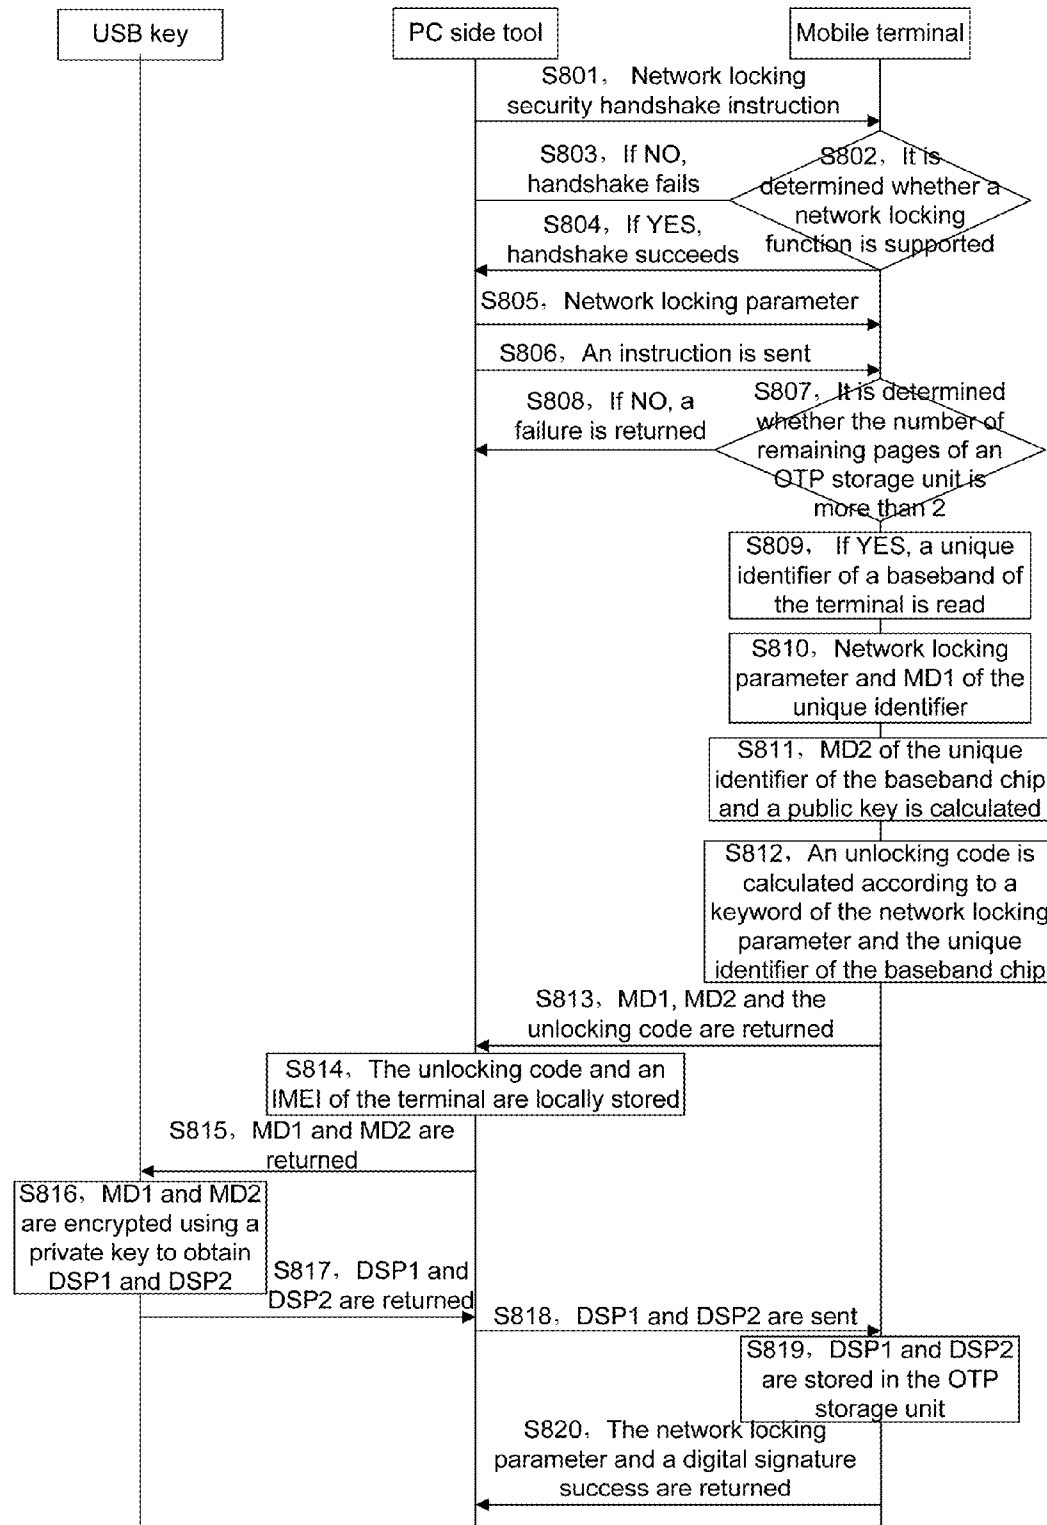 USB key
PC side tool
Mobile terminal
S801, Network locking
security handshake instruction
S803, If NO,
handshake fails
S802, It is
determined whether a
network locking
function is supported
S804, If YES,
handshake succeeds
S805, Network locking parameter
S806, An instruction is sent
S808, If NO, a
failure is returned
S807, It is determined
whether the number of
remaining pages of an
OTP storage unit is
more than 2
S809, If YES, a unique
identifier of a baseband of
the terminal is read
S810, Network locking
parameter and MD1 of the
unique identifier
S811, MD2 of the unique
identifier of the baseband chip
and a public key is calculated
S812, An unlocking code is
calculated according to a
keyword of the network locking
parameter and the unique
identifier of the baseband chip
S813, MD1, MD2 and the
unlocking code are returned
S814, The unlocking code and an
IMEI of the terminal are locally stored
S815, MD1 and MD2 are
returned
S816, MD1 and MD2
are encrypted using a
private key to obtain
DSP1 and DSP2
S817, DSP1 and
DSP2 are returned
S818, DSP1 and DSP2 are sent
S819, DSP1 and DSP2
are stored in the OTP
storage unit
S820, The network locking
parameter and a digital signature
success are returned